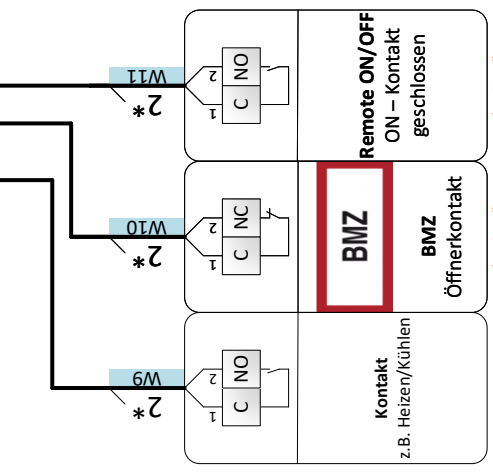 W11
2*
2
1
NO
C
Remote ON/OFF
ON – Kontakt
geschlossen
W10
2*
2
1
NC
C
BMZ
BMZ
Öffnerkontakt
W9
2*
2
1
NO
C
Kontakt
z.B. Heizen/Kühlen